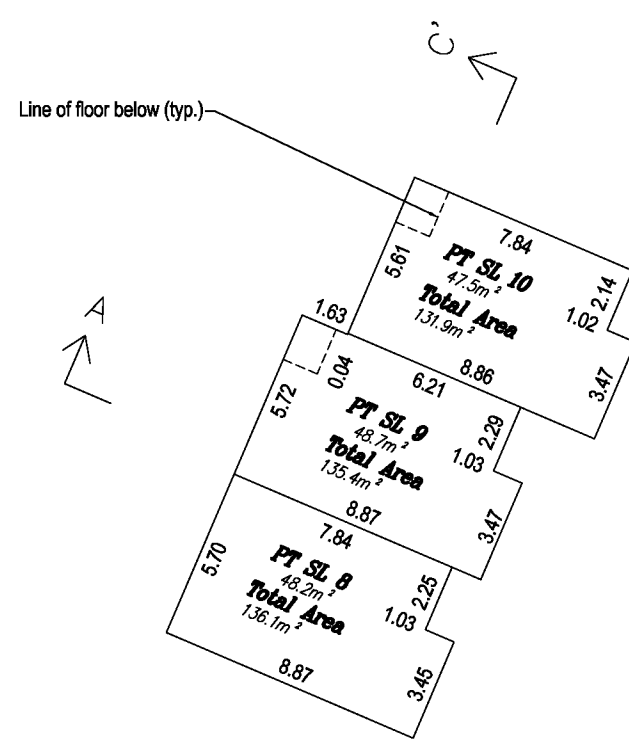 C'
Line of floor below (typ.)
7.84
5.61
PT SL 10
47.5m²
Total Area
131.9m²
2.14
1.02
3.47
8.86
A
1.63
0.04
6.21
5.72
PT SL 9
48.7m²
Total Area
135.4m²
2.29
1.03
3.47
8.87
7.84
5.70
PT SL 8
48.2m²
Total Area
136.1m²
2.25
1.03
3.45
8.87